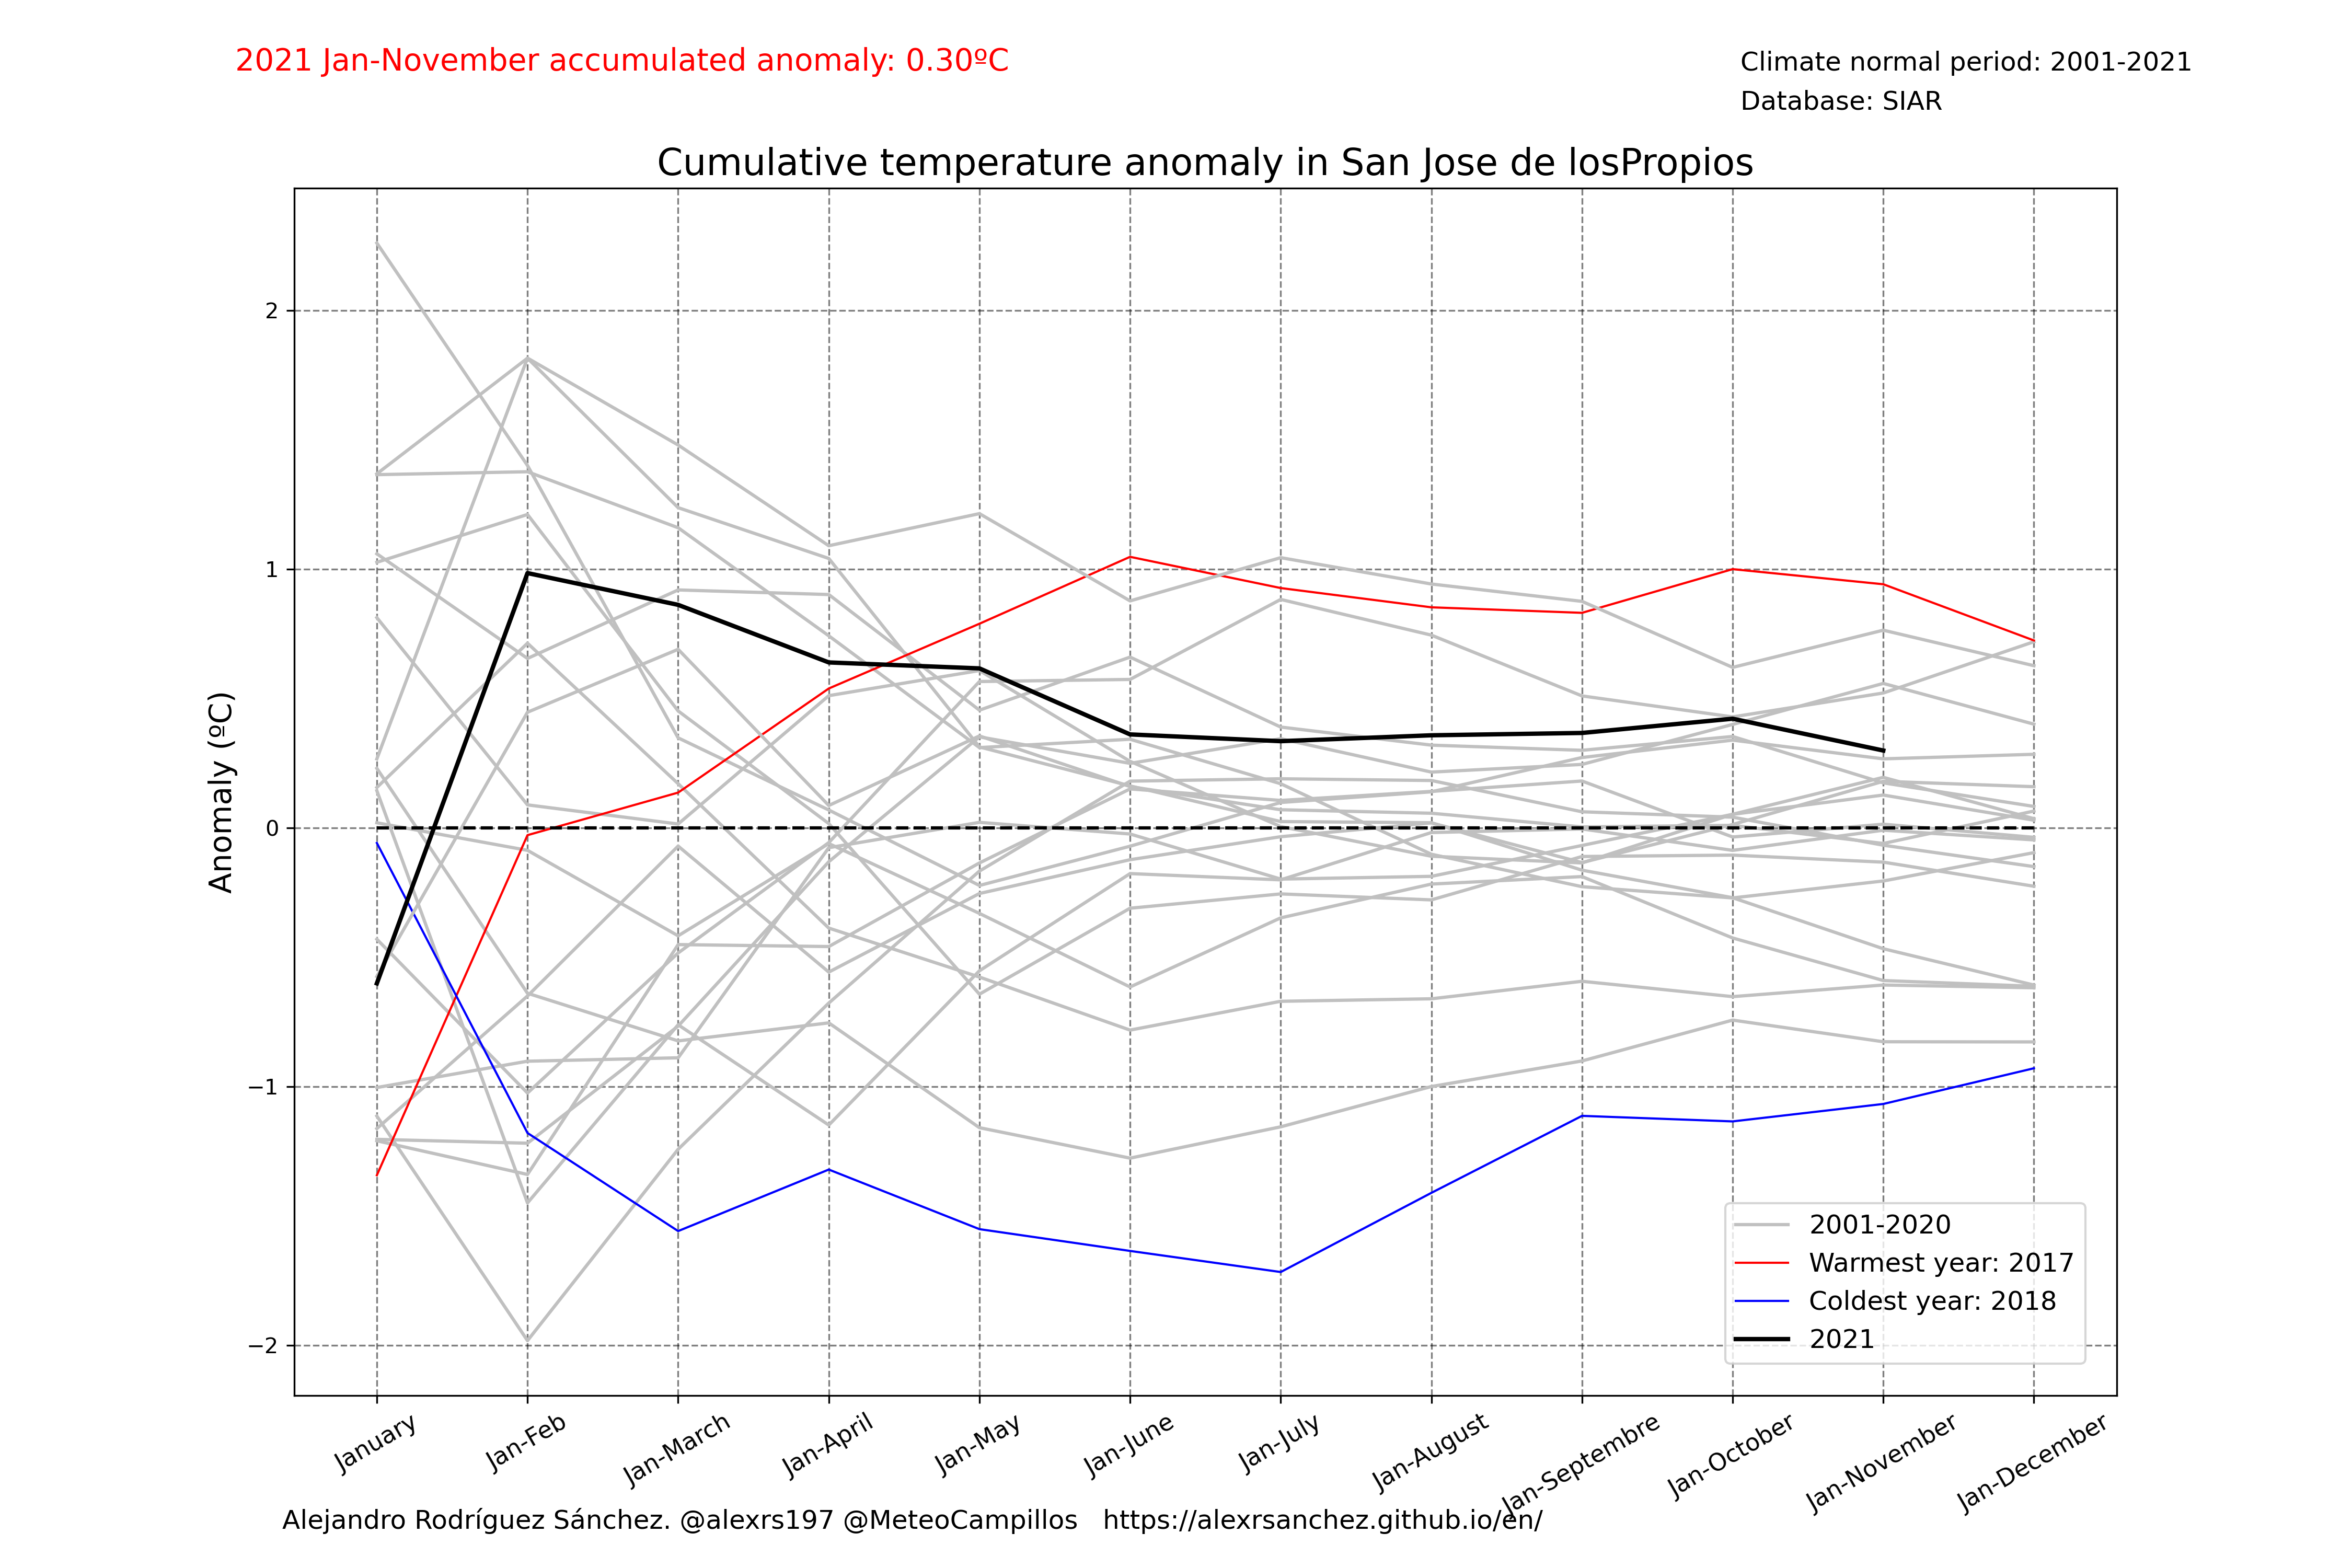 2021 Jan-November accumulated anomaly: 0.30ºC
Climate normal period: 2001-2021
Database: SIAR
Cumulative temperature anomaly in San Jose de losPropios
Anomaly (ºC)
2
1
0
−1
−2
2001-2020
Warmest year: 2017
Coldest year: 2018
2021
January
Jan-Feb
Jan-March
Jan-April
Jan-May
Jan-June
Jan-July
Jan-August
Jan-Septembre
Jan-October
Jan-November
Jan-December
Alejandro Rodríguez Sánchez. @alexrs197 @MeteoCampillos   https://alexrsanchez.github.io/en/